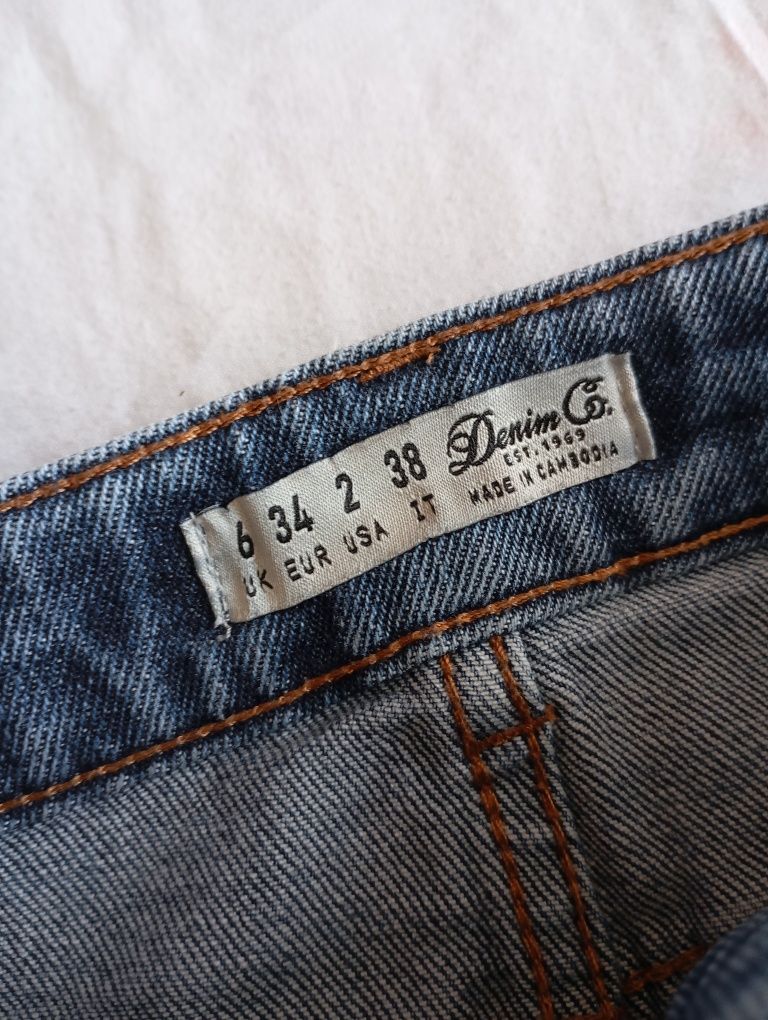 6 34 2 38
UK EUR USA IT
Denim Co.
EST. 1969
MADE IN CAMBODIA